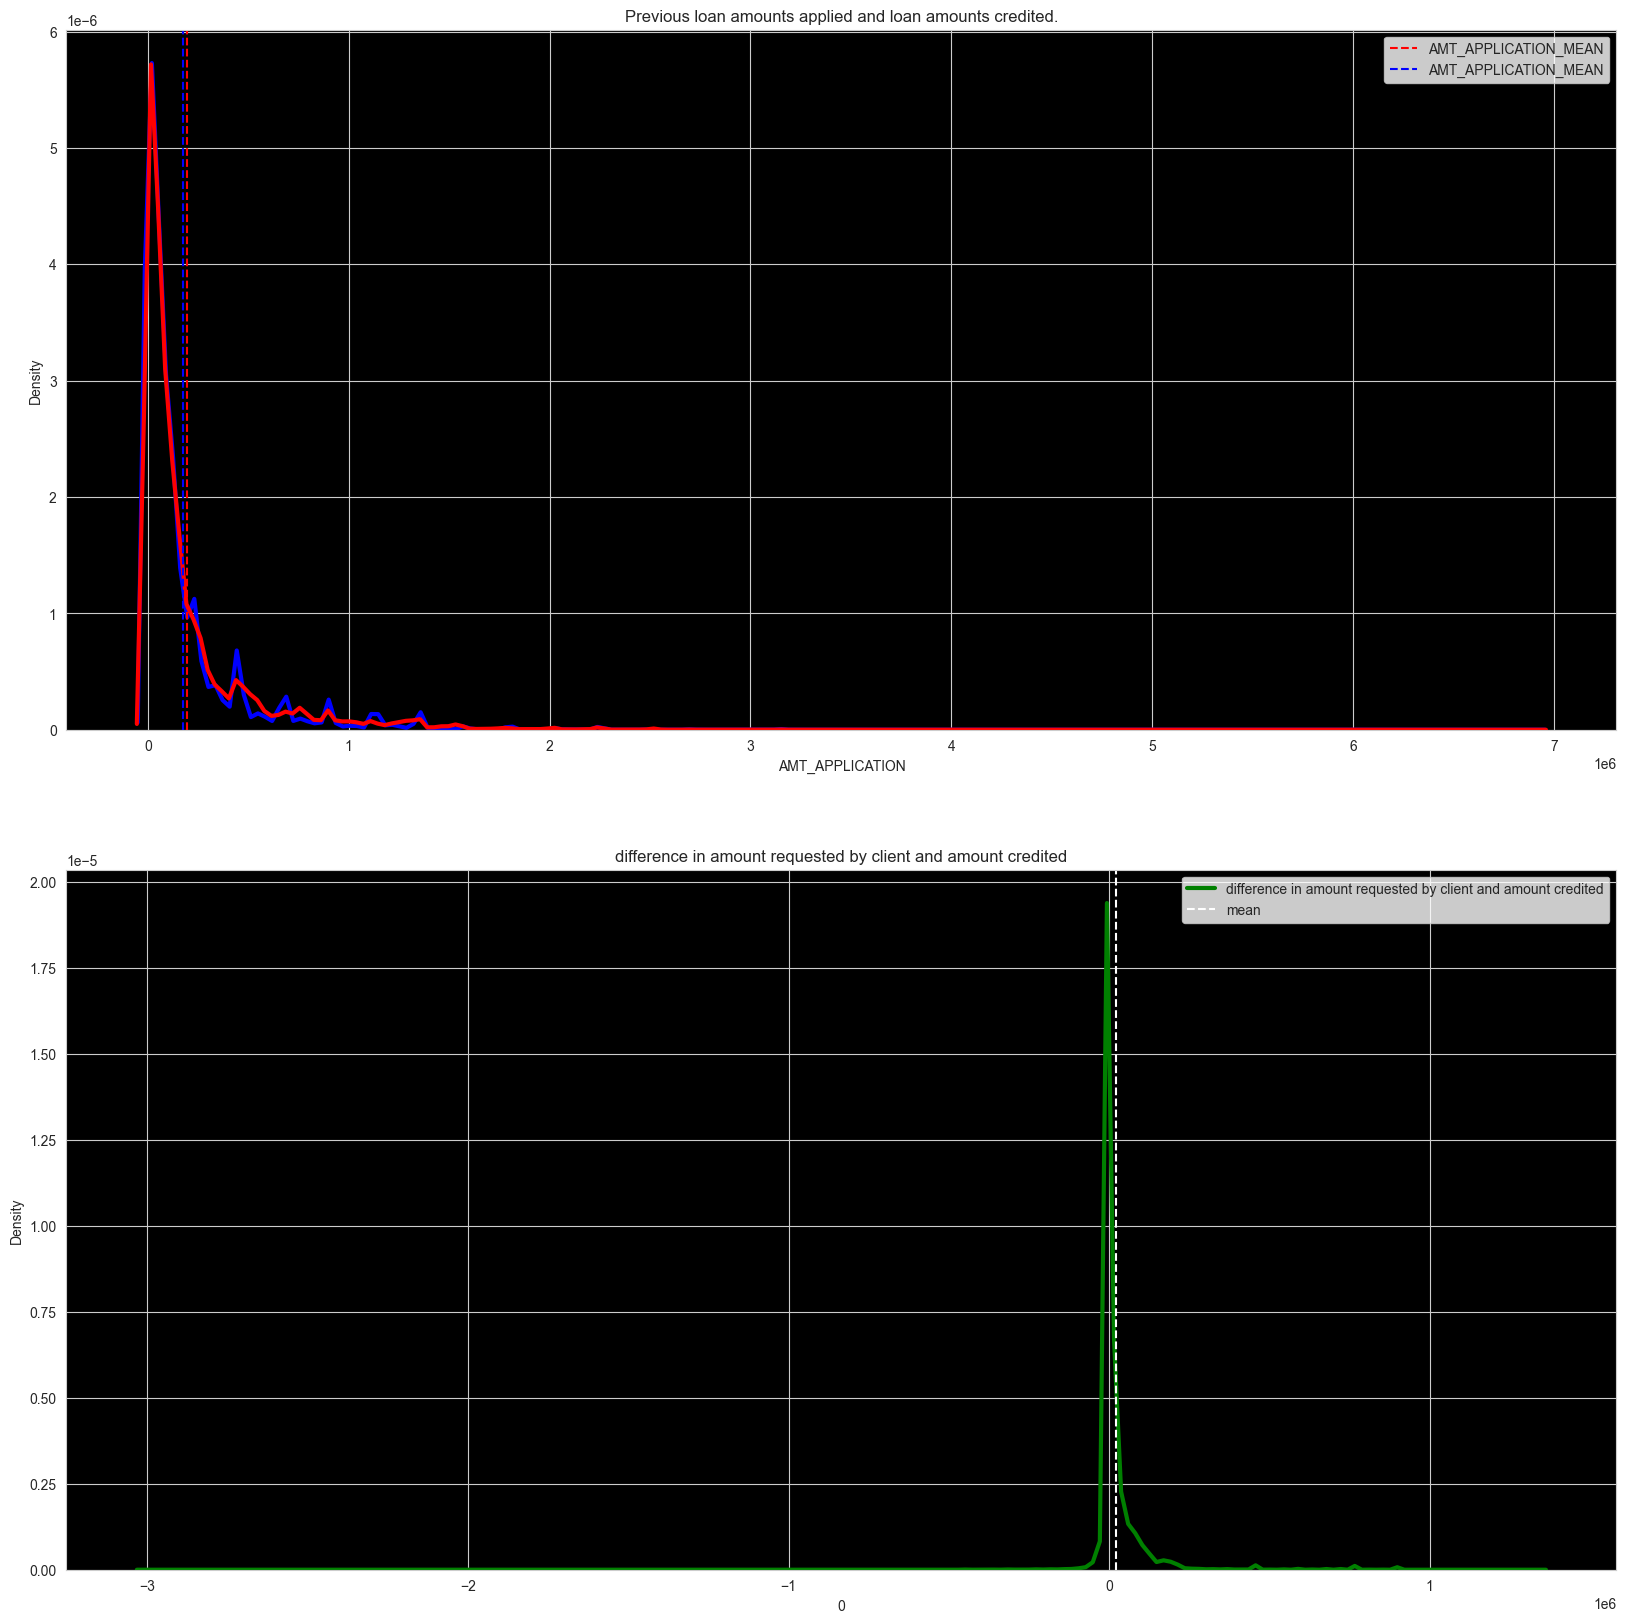 Previous loan amounts applied and loan amounts credited.
1e−6
6
5
4
3
2
1
0
Density
AMT_APPLICATION_MEAN
AMT_APPLICATION_MEAN
0 1 2 3 4 5 6 7
1e6
AMT_APPLICATION
difference in amount requested by client and amount credited
1e−5
2.00
1.75
1.50
1.25
1.00
0.75
0.50
0.25
0.00
Density
difference in amount requested by client and amount credited
mean
−3 −2 −1 0 1
1e6
0